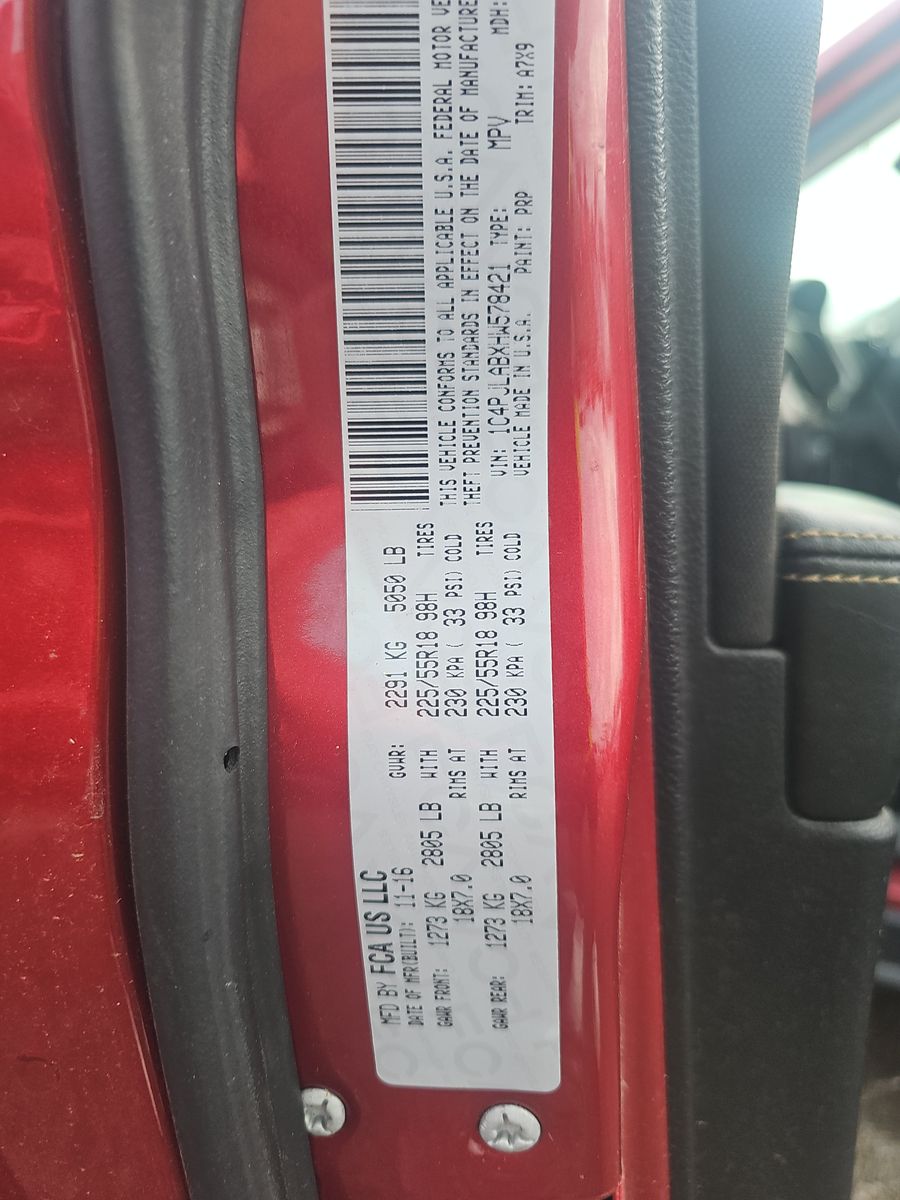 MFD BY FCA US LLC
DATE OF MFR(BUILT): 11-16 GVWR: 2291 KG 5050 LB
GAWR FRONT: 1273 KG 2805 LB WITH 225/55R18 98H TIRES
18X7.0 RIMS AT 230 KPA ( 33 PSI) COLD
GAWR REAR: 1273 KG 2805 LB WITH 225/55R18 98H TIRES
18X7.0 RIMS AT 230 KPA ( 33 PSI) COLD
THIS VEHICLE CONFORMS TO ALL APPLICABLE U.S.A. FEDERAL MOTOR VE
THEFT PREVENTION STANDARDS IN EFFECT ON THE DATE OF MANUFACTURE
VIN: 1C4PJLABXHW578421 TYPE: MPV MDH:
VEHICLE MADE IN U.S.A. PAINT: PRP TRIM: A7X9